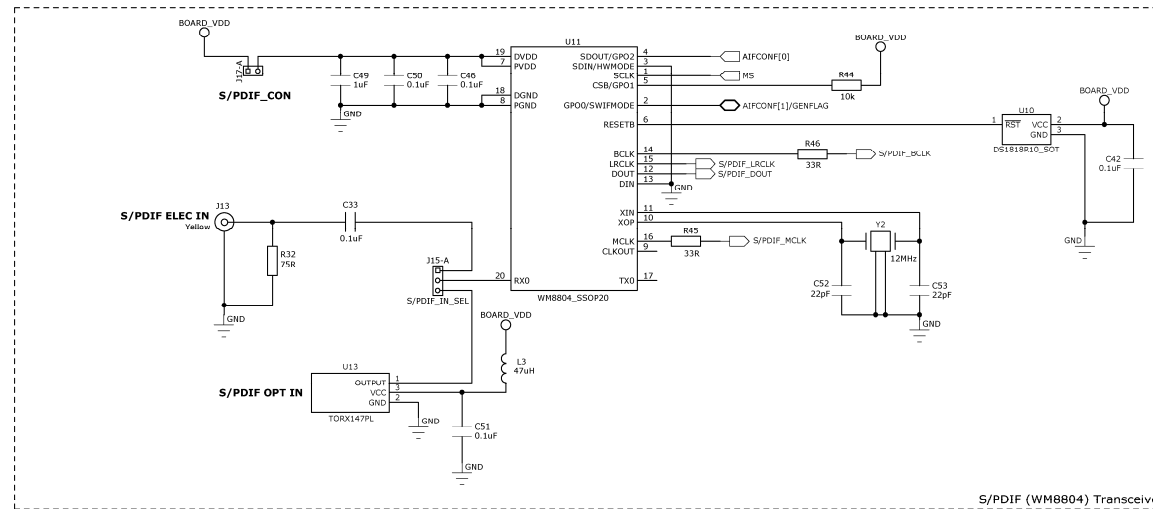 BOARD_VDD
J17-A
S/PDIF_CON
C49
1uF
C50
0.1uF
C46
0.1uF
GND
U11
19 DVDD
7 PVDD
18 DGND
8 PGND
20 RX0
SDOUT/GPO2 4 AIFCONF[0]
SDIN/HWMODE 3
SCLK 1 MS
CSB/GPO1 5
GPO0/SWIFMODE 2 AIFCONF[1]/GENFLAG
RESETB 6
BCLK 14
LRCLK 15 S/PDIF_LRCLK
DOUT 12 S/PDIF_DOUT
DIN 13
GND
XIN 11
XOP 10
MCLK 16
CLKOUT 9
TX0 17
WM8804_SSOP20
BOARD_VDD
R44
10k
R46
33R
S/PDIF_BCLK
R45
33R
S/PDIF_MCLK
U10
1 RST VCC 2
GND 3
DS1818R10_SOT
BOARD_VDD
C42
0.1uF
GND
Y2
12MHz
C52
22pF
C53
22pF
GND
S/PDIF ELEC IN
Yellow
J13
C33
0.1uF
R32
75R
GND
J15-A
S/PDIF_IN_SEL
BOARD_VDD
L3
47uH
S/PDIF OPT IN
U13
OUTPUT 1
VCC 3
GND 2
TORX147PL
GND
C51
0.1uF
GND
S/PDIF (WM8804) Transceive